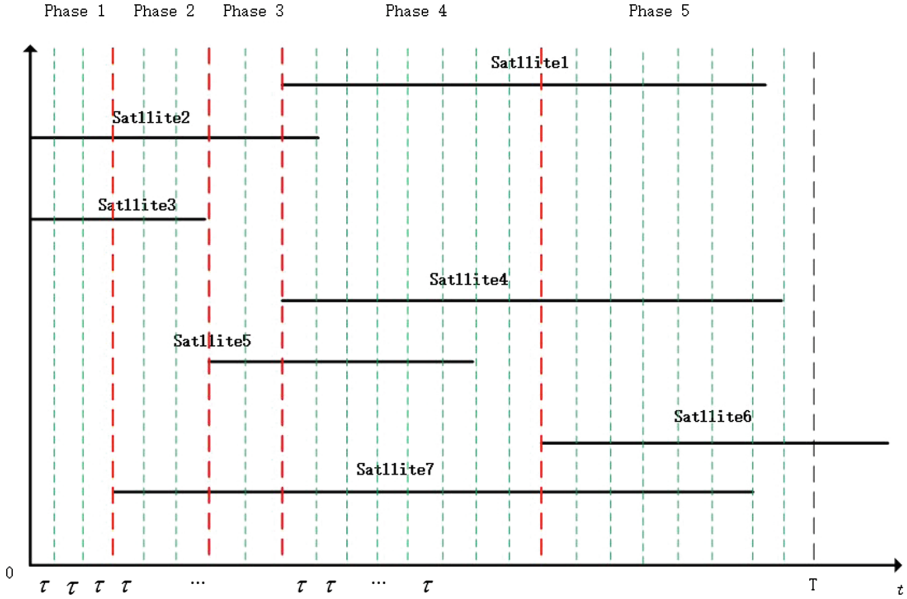 Phase 1 Phase 2 Phase 3 Phase 4 Phase 5
Satllite1
Satllite2
Satllite3
Satllite4
Satllite5
Satllite6
Satllite7
0
τ τ τ τ ... τ τ ... τ T t